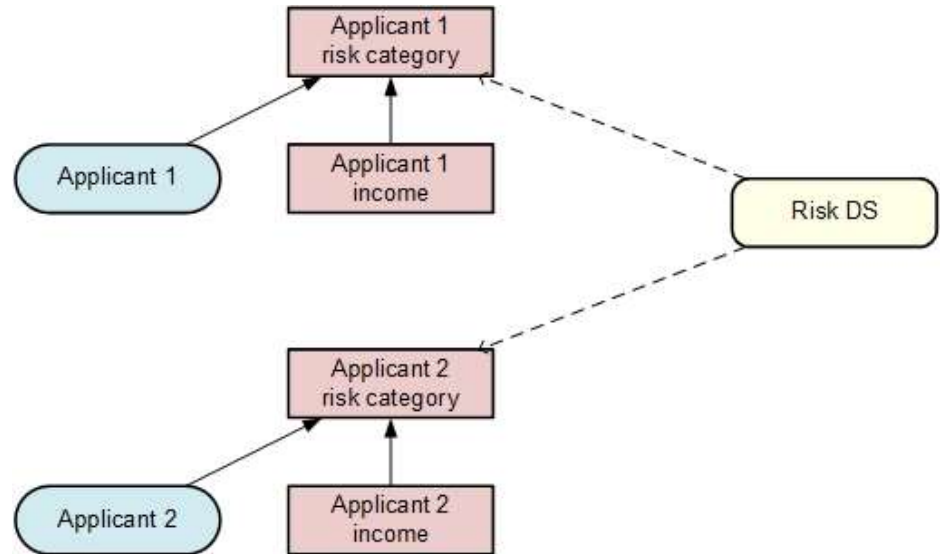 Applicant 1
risk category
Applicant 1
Applicant 1
income
Risk DS
Applicant 2
risk category
Applicant 2
Applicant 2
income